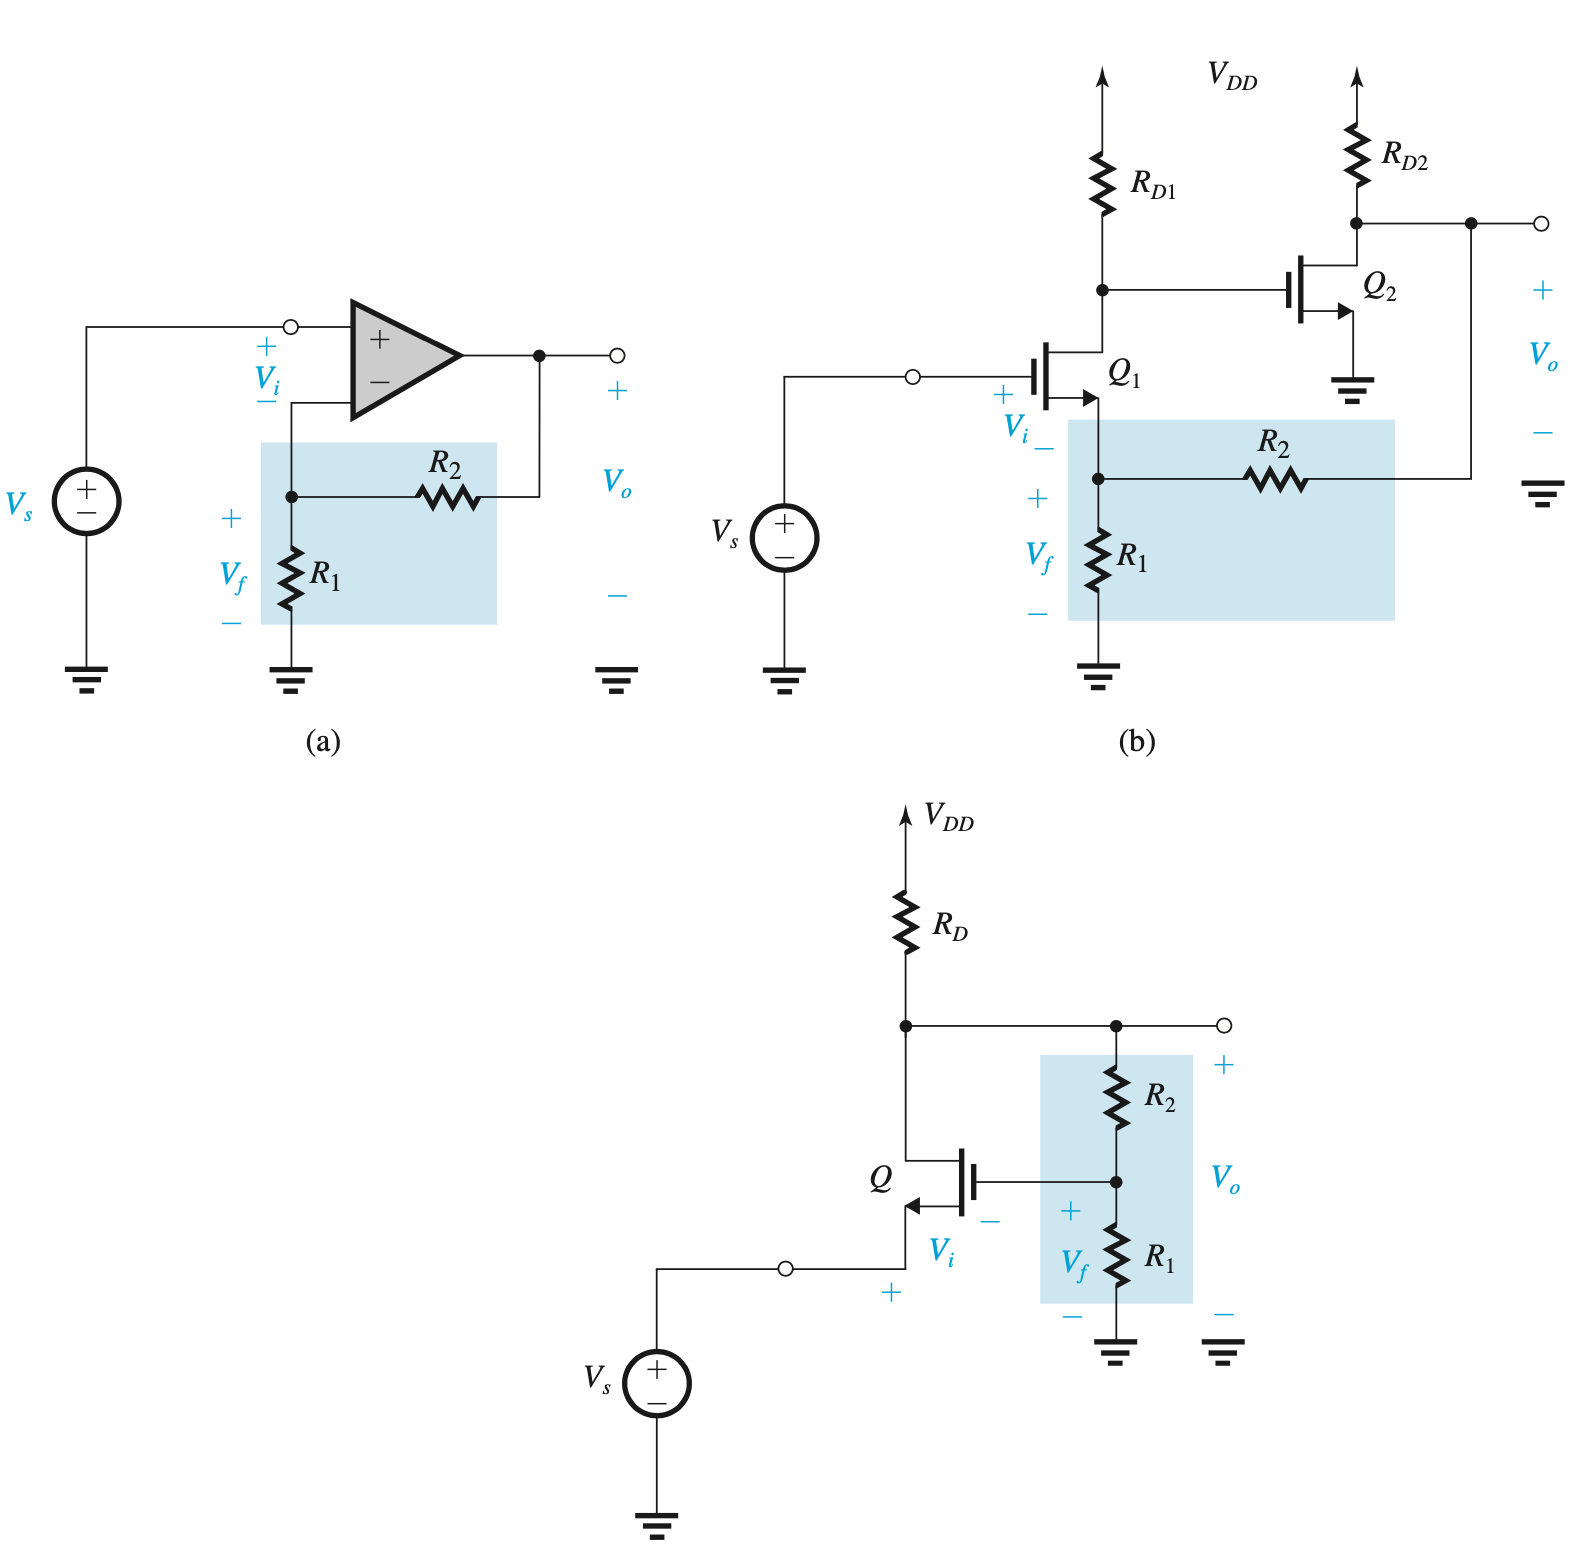 V_DD
R_D2
R_D1
Q_2
+
+
−
+
V_i
−
Q_1
+
V_o
−
+
V_i
−
+
V_o
−
R_2
R_2
V_s
+
−
+
V_f
−
R_1
V_s
+
−
+
V_f
−
R_1
(a)
(b)
V_DD
R_D
R_2
+
V_o
−
Q
−
V_i
+
+
V_f
−
R_1
V_s
+
−